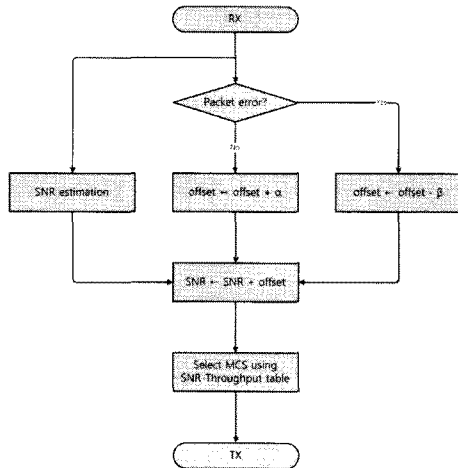 RX
Packet error?
Yes
No
SNR estimation
offset ← offset + α
offset ← offset - β
SNR ← SNR + offset
Select MCS using
SNR-Throughput table
TX